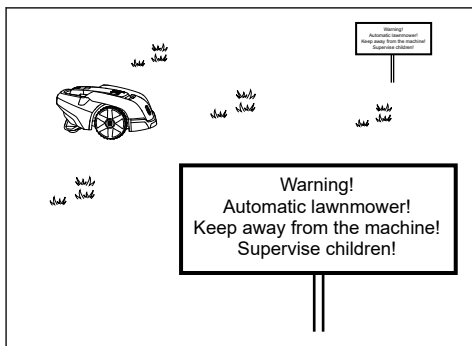 Warning!
Automatic lawnmower!
Keep away from the machine!
Supervise children!
Warning!
Automatic lawnmower!
Keep away from the machine!
Supervise children!